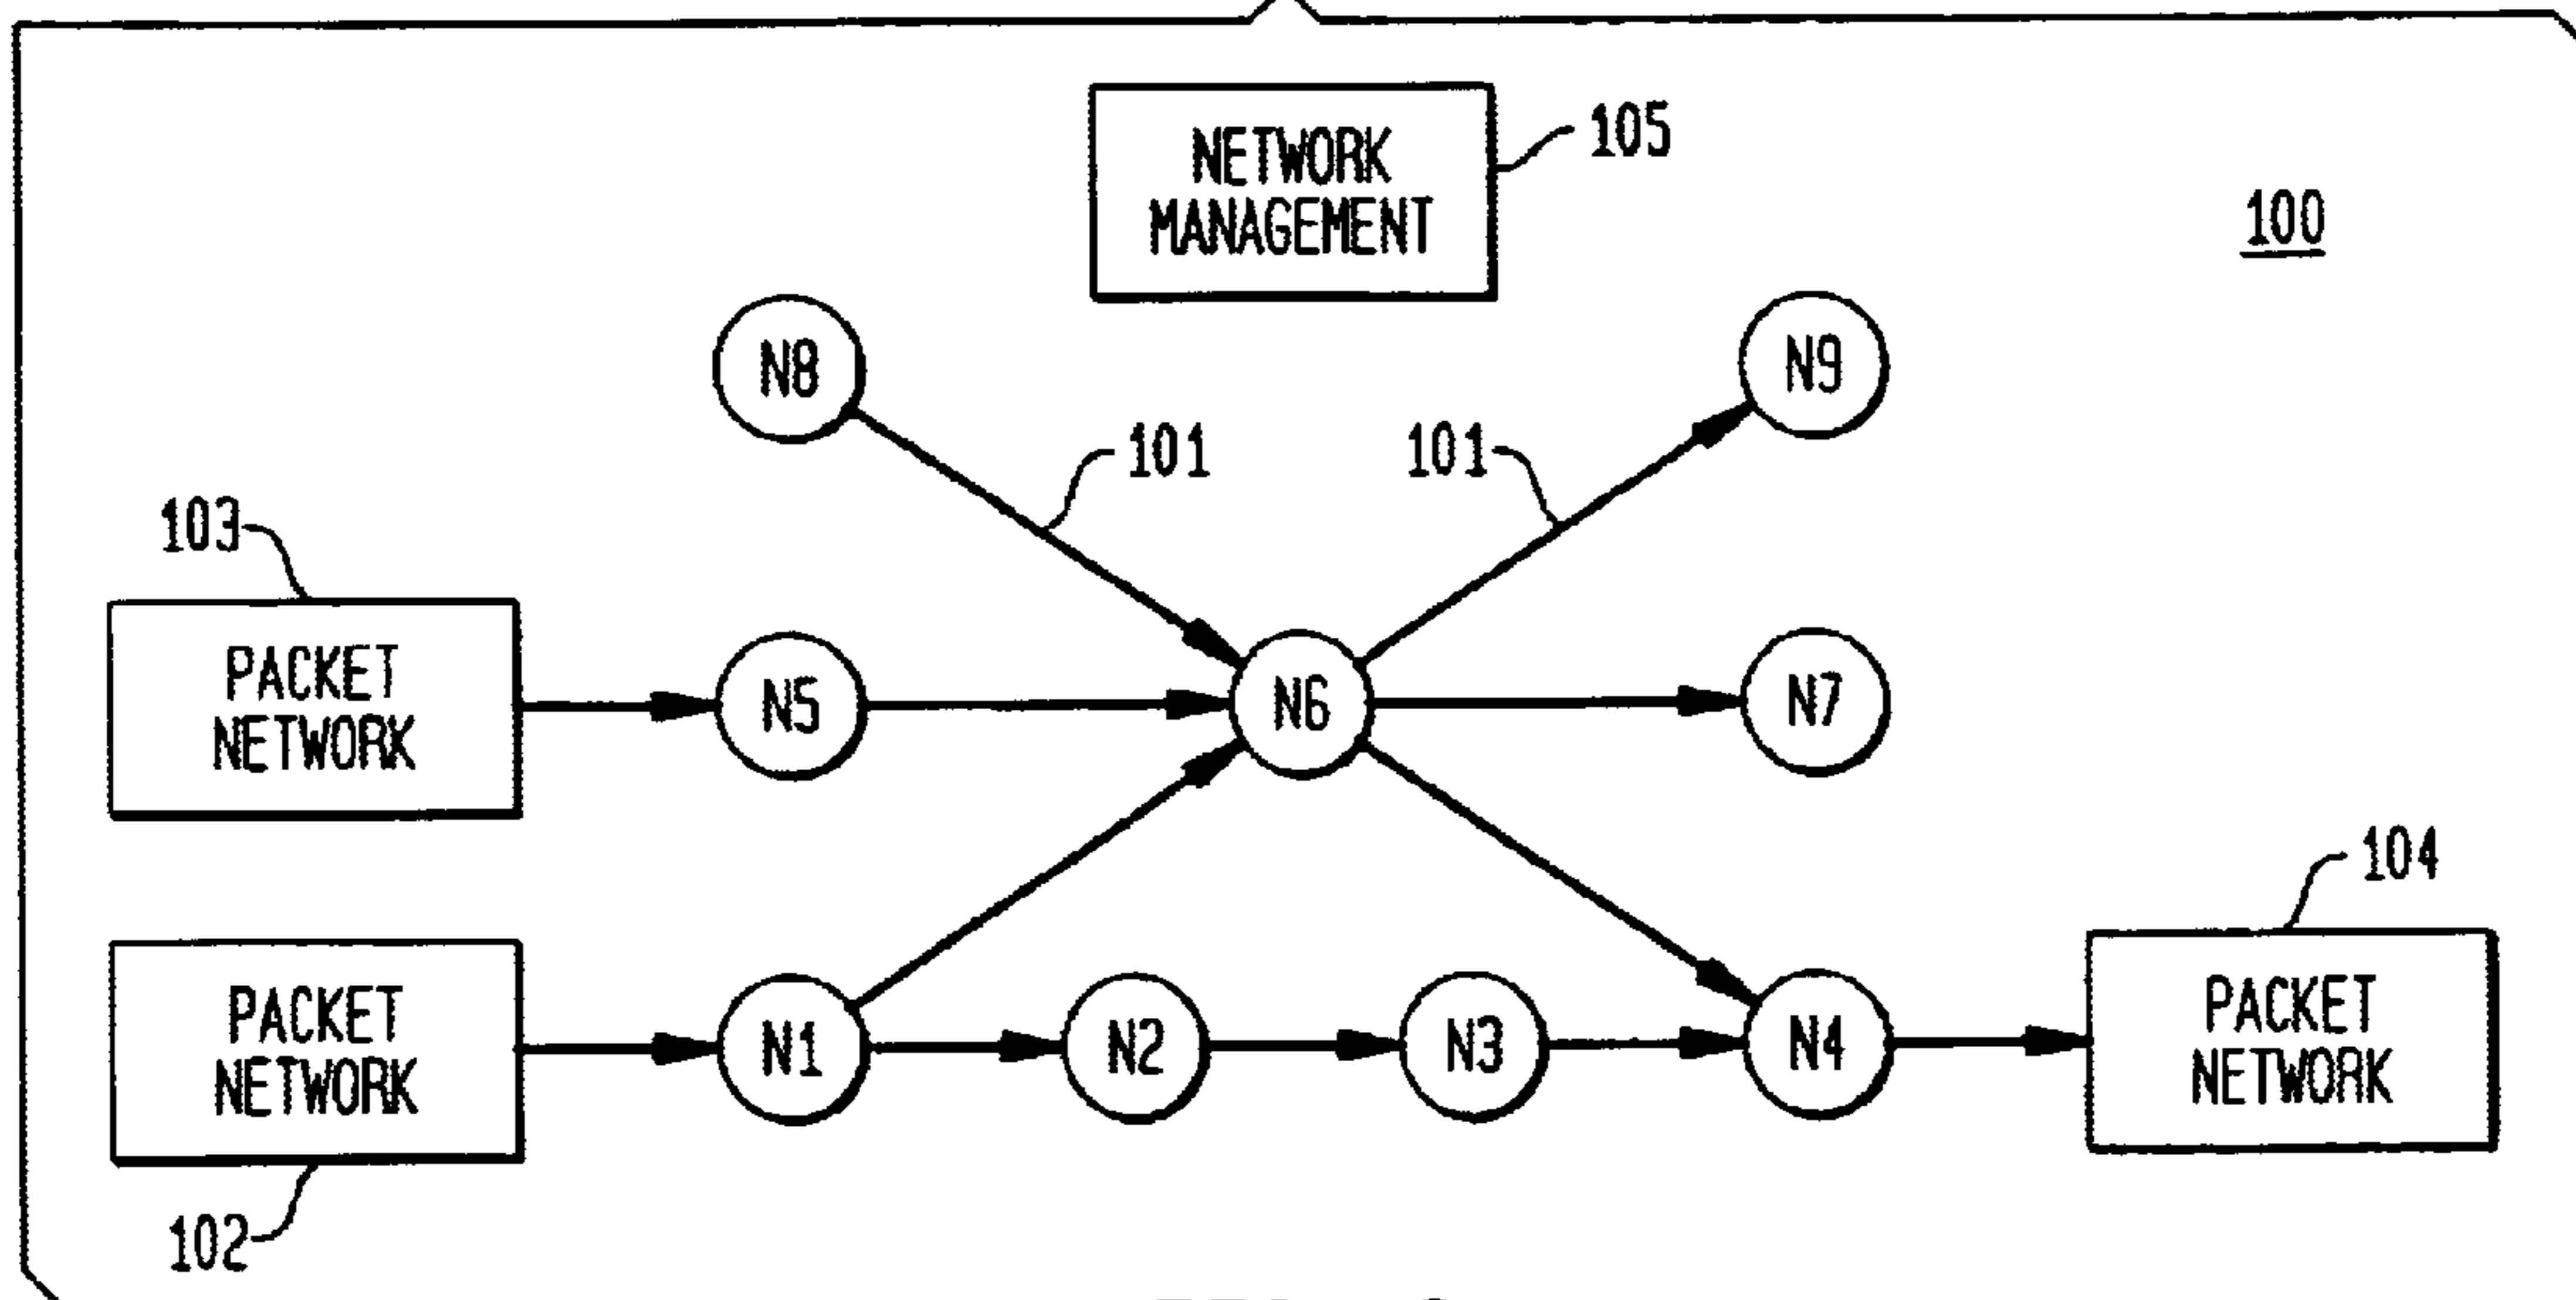 NETWORK
MANAGEMENT
105
100
N8
N9
101
101
103
PACKET
NETWORK
N5
N6
N7
104
PACKET
NETWORK
N1
N2
N3
N4
PACKET
NETWORK
102